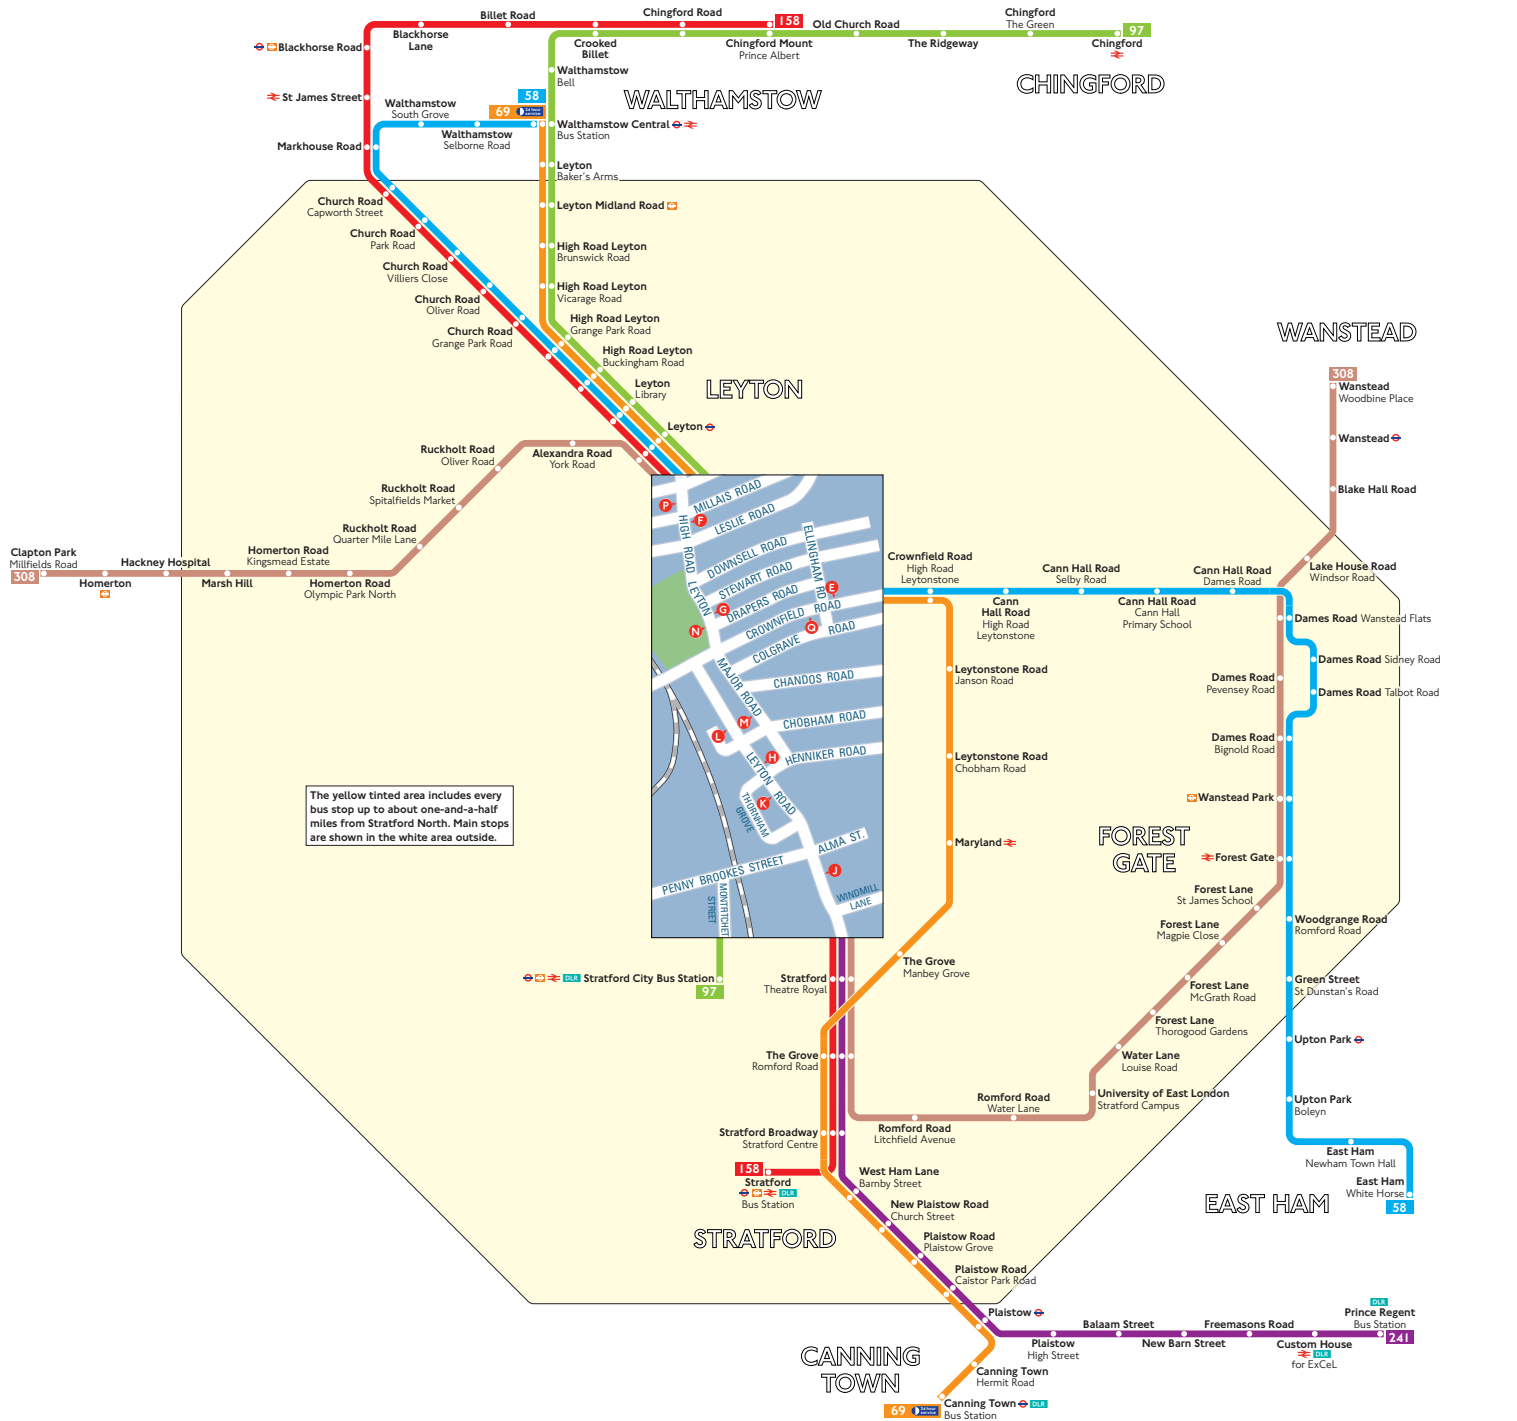 Billet Road
Chingford Road
158
Old Church Road
Chingford
The Green
97
Blackhorse
Lane
Blackhorse Road
Crooked
Billet
Chingford Mount
Prince Albert
The Ridgeway
Chingford
Walthamstow
Bell
CHINGFORD
St James Street
58
WALTHAMSTOW
Walthamstow
South Grove
69
24 hour
service
Walthamstow
Selborne Road
Walthamstow Central
Bus Station
Markhouse Road
Leyton
Baker's Arms
Church Road
Capworth Street
Leyton Midland Road
Church Road
Park Road
High Road Leyton
Brunswick Road
Church Road
Villiers Close
High Road Leyton
Vicarage Road
Church Road
Oliver Road
High Road Leyton
Grange Park Road
Church Road
Grange Park Road
High Road Leyton
Buckingham Road
WANSTEAD
308
Wanstead
Woodbine Place
Leyton
Library
LEYTON
Leyton
Wanstead
Ruckholt Road
Oliver Road
Alexandra Road
York Road
Blake Hall Road
Ruckholt Road
Spitalfields Market
Ruckholt Road
Quarter Mile Lane
Clapton Park
Millfields Road
308
Homerton
Hackney Hospital
Marsh Hill
Homerton Road
Kingsmead Estate
Homerton Road
Olympic Park North
P
F
MILLAIS ROAD
LESLIE ROAD
HIGH ROAD LEYTON
ELLINGHAM RD
DOWNSELL ROAD
STEWART ROAD
DRAPERS ROAD
E
G
CROWNFIELD ROAD
N
Q
COLGRAVE ROAD
MAJOR ROAD
CHANDOS ROAD
M
L
CHOBHAM ROAD
H
HENNIKER ROAD
LEYTON ROAD
K
THORNHAM
GROVE
ALMA ST.
PENNY BROOKES STREET
J
MONTFITCHET
STREET
WINDMILL
LANE
Crownfield Road
High Road
Leytonstone
Cann
Hall Road
High Road
Leytonstone
Cann Hall Road
Selby Road
Cann Hall Road
Cann Hall
Primary School
Cann Hall Road
Dames Road
Lake House Road
Windsor Road
Dames Road Wanstead Flats
Dames Road Sidney Road
Dames Road
Pevensey Road
Dames Road Talbot Road
Dames Road
Bignold Road
Leytonstone Road
Janson Road
Leytonstone Road
Chobham Road
Wanstead Park
The yellow tinted area includes every
bus stop up to about one-and-a-half
miles from Stratford North. Main stops
are shown in the white area outside.
Maryland
FOREST
GATE
Forest Gate
Forest Lane
St James School
Forest Lane
Magpie Close
Woodgrange Road
Romford Road
The Grove
Manbey Grove
DLR
Stratford City Bus Station
97
Stratford
Theatre Royal
Forest Lane
McGrath Road
Green Street
St Dunstan's Road
Forest Lane
Thorogood Gardens
Upton Park
The Grove
Romford Road
Water Lane
Louise Road
University of East London
Stratford Campus
Upton Park
Boleyn
Romford Road
Water Lane
Romford Road
Litchfield Avenue
Stratford Broadway
Stratford Centre
East Ham
Newham Town Hall
158
Stratford
DLR
Bus Station
West Ham Lane
Barnby Street
East Ham
White Horse
58
EAST HAM
New Plaistow Road
Church Street
STRATFORD
Plaistow Road
Plaistow Grove
Plaistow Road
Caistor Park Road
Plaistow
DLR
Prince Regent
Bus Station
241
Plaistow
High Street
Balaam Street
New Barn Street
Freemasons Road
Custom House
DLR
for ExCeL
CANNING
TOWN
Canning Town
Hermit Road
69
24 hour
service
Canning Town
DLR
Bus Station